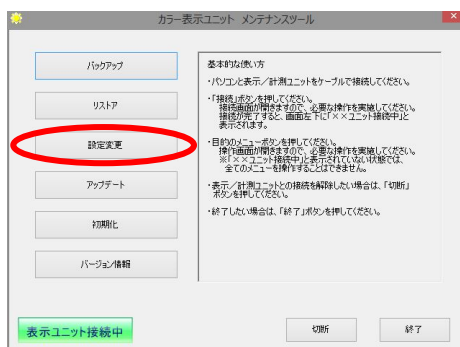 カラー表示ユニット メンテナンスツール
バックアップ
リストア
設定変更
アップデート
初期化
バージョン情報
基本的な使い方
・パソコンと表示／計測ユニットをケーブルで接続してください。
・「接続」ボタンを押してください。
接続画面が開きますので、必要な操作を実施してください。
接続が完了すると、画面左下に「××ユニット接続中」と
表示されます。
・目的のメニューボタンを押してください。
操作画面が開きますので、必要な操作を実施してください。
※「××ユニット接続中」と表示されていない状態では、
全てのメニューを操作することはできません。
・表示／計測ユニットとの接続を解除したい場合は、「切断」
ボタンを押してください。
・終了したい場合は、「終了」ボタンを押してください。
表示ユニット接続中
切断
終了